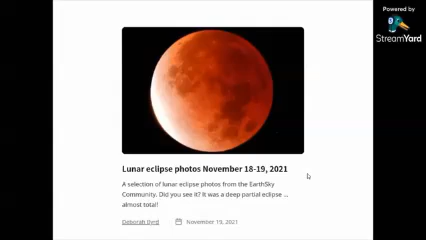 Powered by
StreamYard
Lunar eclipse photos November 18-19, 2021
A selection of lunar eclipse photos from the EarthSky
Community. Did you see it? It was a deep partial eclipse ...
almost total!
Deborah Byrd
November 19, 2021